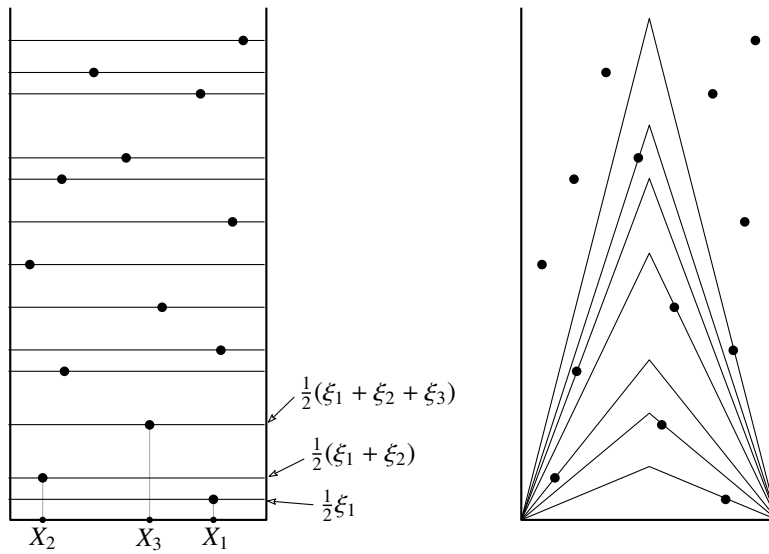 ½(ξ₁ + ξ₂ + ξ₃)
½(ξ₁ + ξ₂)
½ξ₁
X₂ X₃ X₁